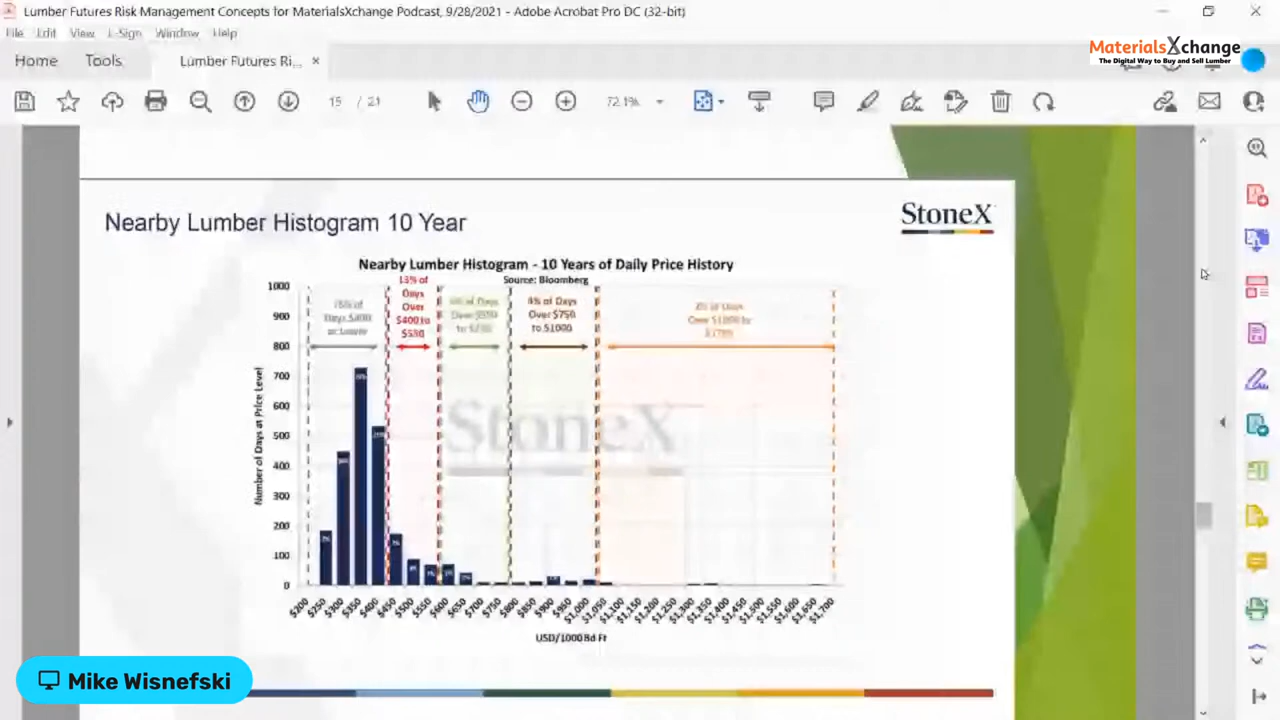 Lumber Futures Risk Management Concepts for MaterialsXchange Podcast, 9/28/2021 - Adobe Acrobat Pro DC (32-bit)
File Edit View E-Sign Window Help
MaterialsXchange
The Digital Way to Buy and Sell Lumber
Home Tools Lumber Futures Ri... ×
15 / 21 72.1%
Nearby Lumber Histogram 10 Year
StoneX
Nearby Lumber Histogram - 10 Years of Daily Price History
Source: Bloomberg
13% of
Days
Over
$400 to
$550
Days $400
or Lower
4% of Days
Over $750
to $1000
Number of Days at Price Level
1000
900
800
700
600
500
400
300
200
100
0
StoneX
$200 $250 $300 $350 $400 $450 $500 $550 $600 $650 $700 $750 $800 $850 $900 $950 $1,000 $1,050 $1,100 $1,150 $1,200 $1,250 $1,300 $1,350 $1,400 $1,450 $1,500 $1,550 $1,600 $1,650 $1,700
USD/1000 Bd Ft
Mike Wisnefski